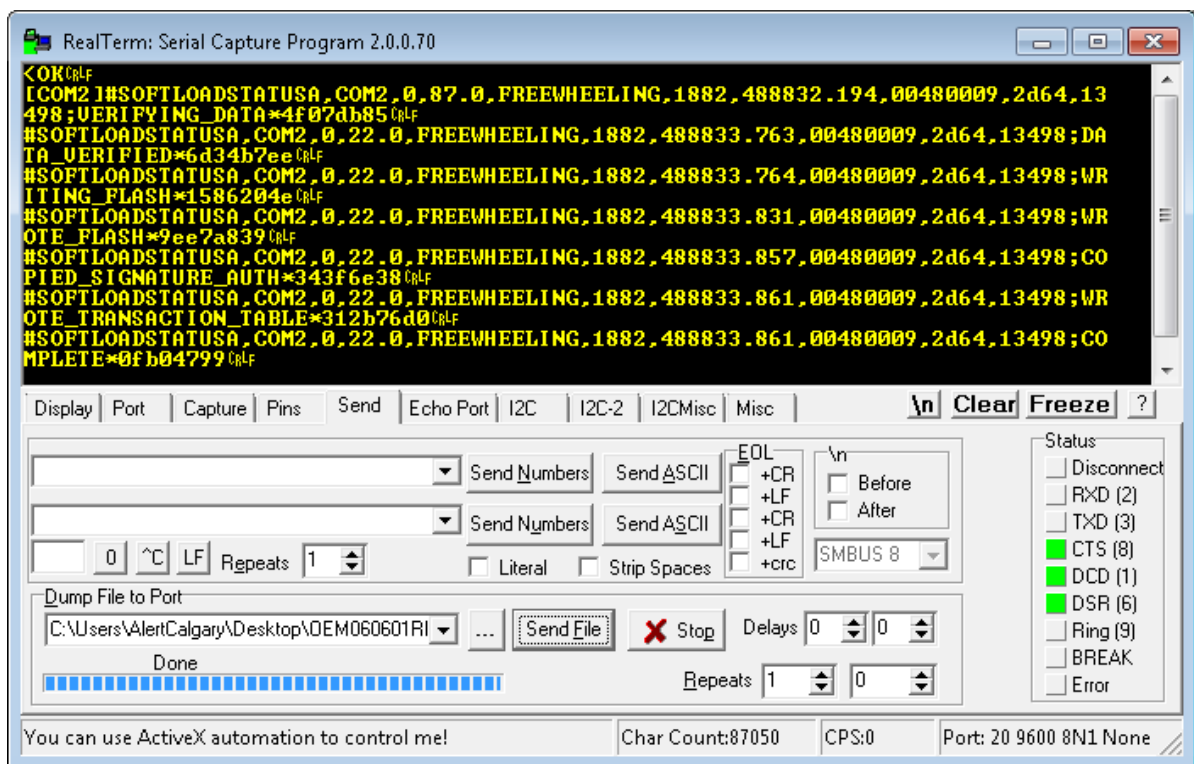 RealTerm: Serial Capture Program 2.0.0.70
<OKCRLF
[COM2]#SOFTLOADSTATUSA,COM2,0,87.0,FREEWHEELING,1882,488832.194,00480009,2d64,13
498;VERIFYING_DATA*4f07db85CRLF
#SOFTLOADSTATUSA,COM2,0,22.0,FREEWHEELING,1882,488833.763,00480009,2d64,13498;DA
TA_VERIFIED*6d34b7eeCRLF
#SOFTLOADSTATUSA,COM2,0,22.0,FREEWHEELING,1882,488833.764,00480009,2d64,13498;WR
ITING_FLASH*1586204eCRLF
#SOFTLOADSTATUSA,COM2,0,22.0,FREEWHEELING,1882,488833.831,00480009,2d64,13498;WR
OTE_FLASH*9ee7a839CRLF
#SOFTLOADSTATUSA,COM2,0,22.0,FREEWHEELING,1882,488833.857,00480009,2d64,13498;CO
PIED_SIGNATURE_AUTH*343f6e38CRLF
#SOFTLOADSTATUSA,COM2,0,22.0,FREEWHEELING,1882,488833.861,00480009,2d64,13498;WR
OTE_TRANSACTION_TABLE*312b76d0CRLF
#SOFTLOADSTATUSA,COM2,0,22.0,FREEWHEELING,1882,488833.861,00480009,2d64,13498;CO
MPLETE*0fb04799CRLF
Display Port Capture Pins Send Echo Port I2C I2C-2 I2CMisc Misc \n Clear Freeze ?
Send Numbers Send ASCII
Send Numbers Send ASCII
0 ^C LF Repeats 1
Literal Strip Spaces
EOL
+CR
+LF
+CR
+LF
+crc
\n
Before
After
SMBUS 8
Dump File to Port
C:\Users\AlertCalgary\Desktop\OEM060601RI ... Send File Stop Delays 0 0
Done
Repeats 1 0
Status
Disconnect
RXD (2)
TXD (3)
CTS (8)
DCD (1)
DSR (6)
Ring (9)
BREAK
Error
You can use ActiveX automation to control me! Char Count:87050 CPS:0 Port: 20 9600 8N1 None